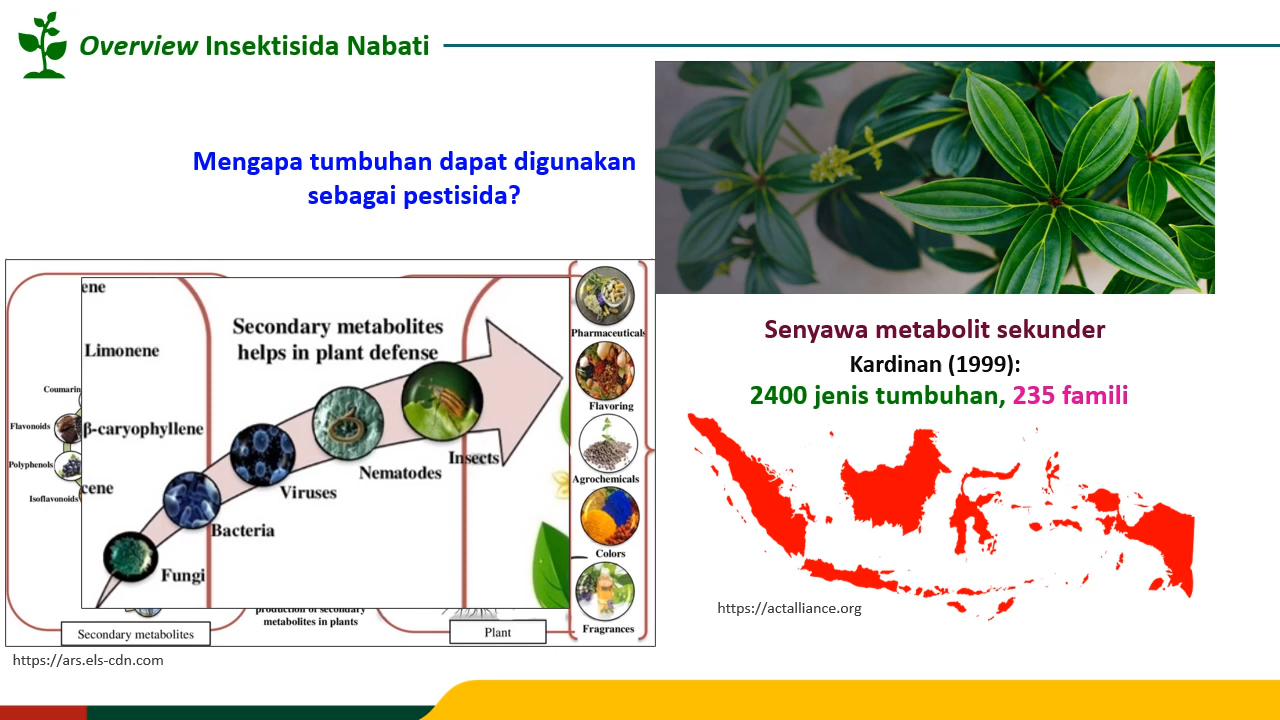 Overview Insektisida Nabati
Mengapa tumbuhan dapat digunakan
sebagai pestisida?
ene
Limonene
Coumarin
Flavonoids
β-caryophyllene
Polyphenols
cene
Isoflavonoids
Secondary metabolites
helps in plant defense
Insects
Nematodes
Viruses
Bacteria
Fungi
production of secondary
metabolites in plants
Secondary metabolites
Plant
Pharmaceuticals
Flavoring
Agrochemicals
Colors
Fragrances
https://ars.els-cdn.com
Senyawa metabolit sekunder
Kardinan (1999):
2400 jenis tumbuhan, 235 famili
https://actalliance.org